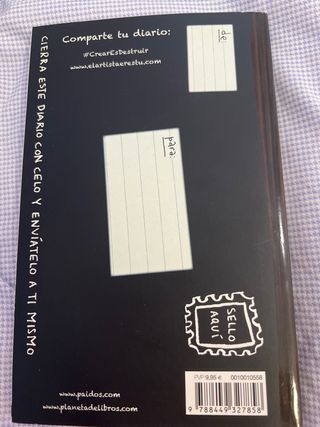 Comparte tu diario:
#CrearEsDestruir
www.elartistaerestu.com
de:
para:
CIERRA ESTE DIARIO CON CELO Y ENVÍATELO A TI MISMO
SELLO
AQUÍ
www.paidos.com
www.planetadelibros.com
PVP 9,95 € 0010010558
9 788449 327858